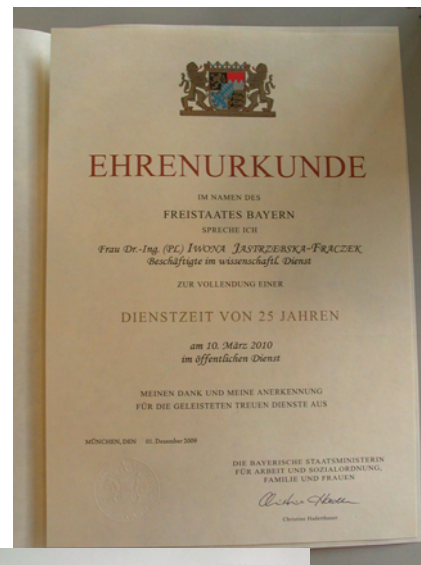 EHRENURKUNDE
IM NAMEN DES
FREISTAATES BAYERN
SPRECHE ICH
Frau Dr.-Ing. (PL) IWONA JASTRZEBSKA-FRACZEK
Beschäftigte im wissenschaftl. Dienst
ZUR VOLLENDUNG EINER
DIENSTZEIT VON 25 JAHREN
am 10. März 2010
im öffentlichen Dienst
MEINEN DANK UND MEINE ANERKENNUNG
FÜR DIE GELEISTETEN TREUEN DIENSTE AUS
MÜNCHEN, DEN 01. Dezember 2009
DIE BAYERISCHE STAATSMINISTERIN
FÜR ARBEIT UND SOZIALORDNUNG,
FAMILIE UND FRAUEN
Christine Haderthauer